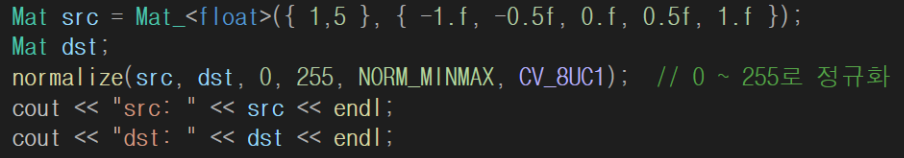 Mat src = Mat_<float>({ 1,5 }, { -1.f, -0.5f, 0.f, 0.5f, 1.f });
Mat dst;
normalize(src, dst, 0, 255, NORM_MINMAX, CV_8UC1);  // 0 ~ 255로 정규화
cout << "src: " << src << endl;
cout << "dst: " << dst << endl;